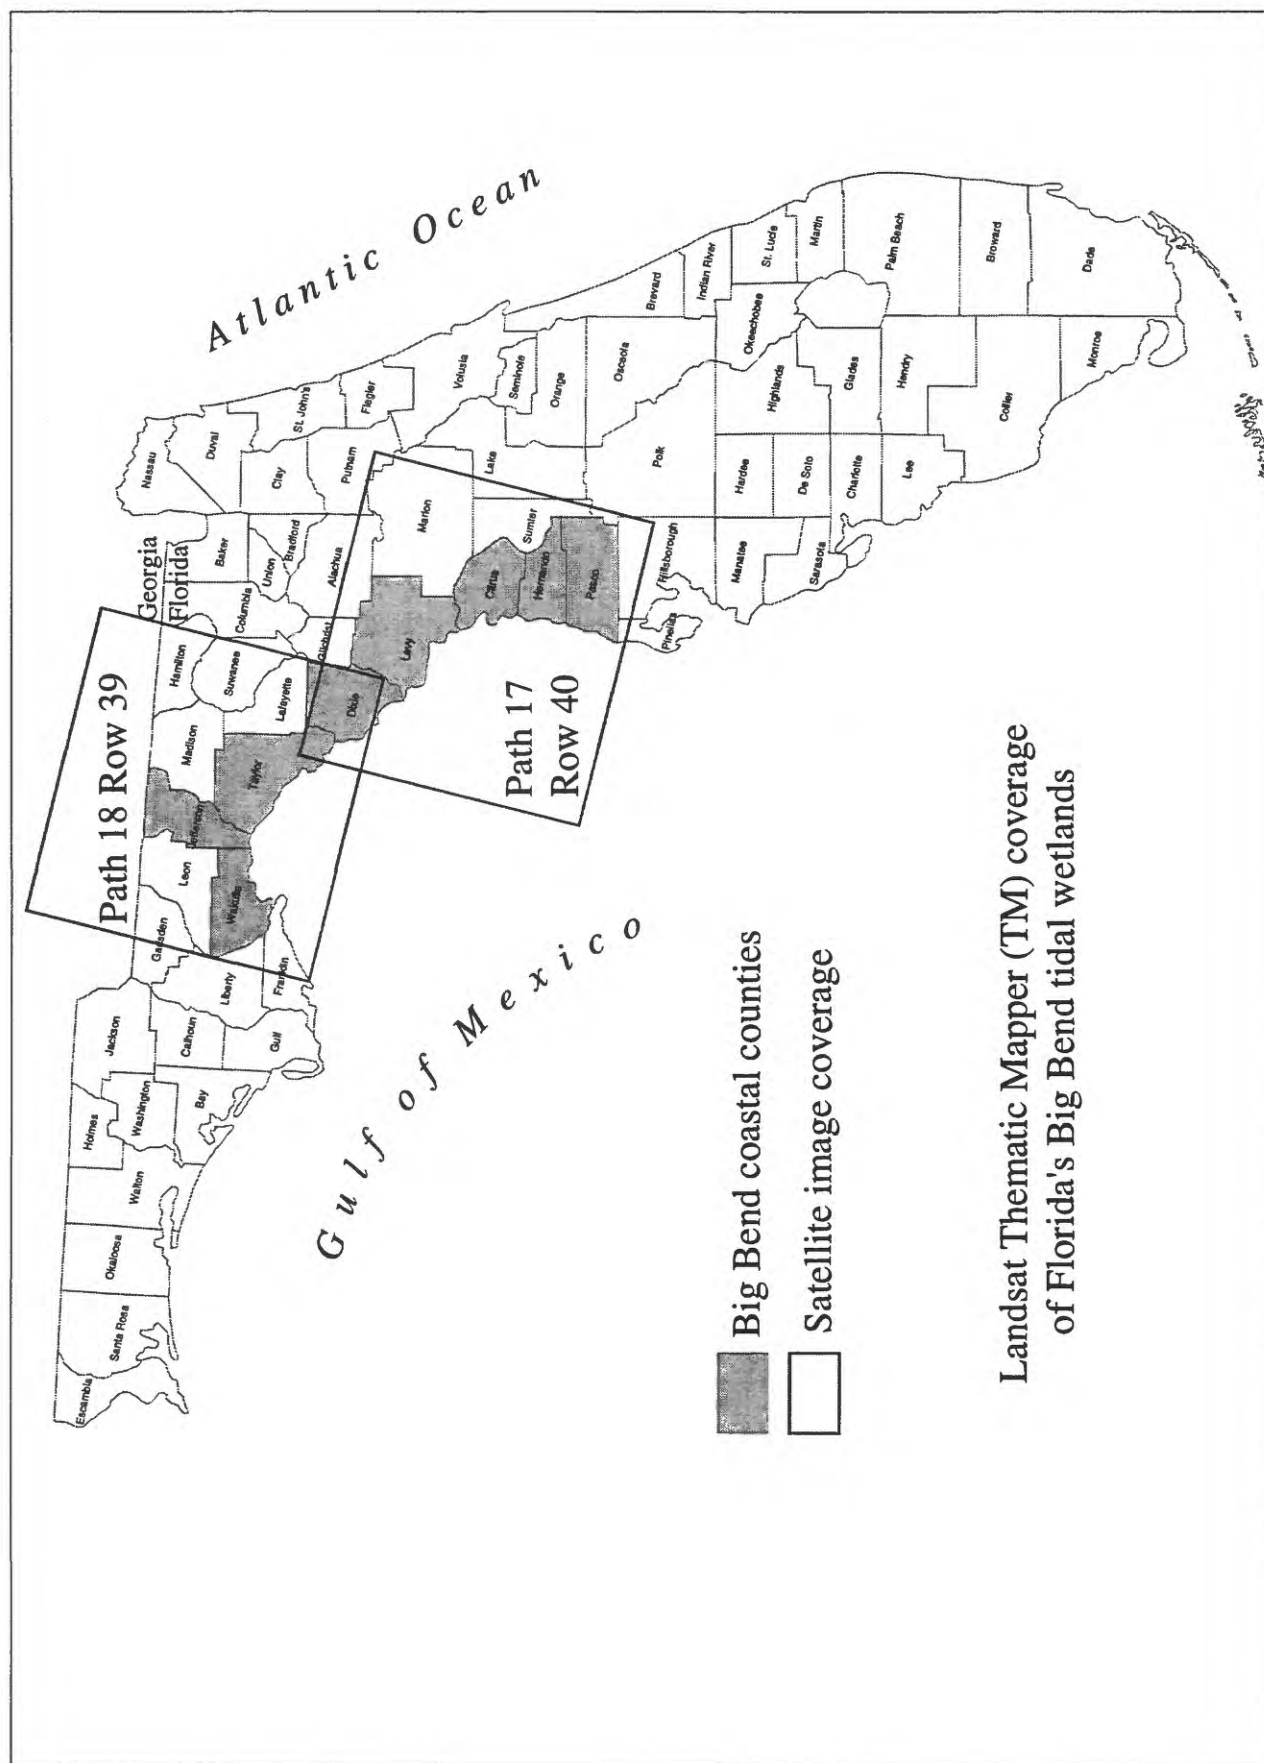 Atlantic Ocean
Georgia
Florida
Path 18 Row 39
Path 17
Row 40
Gulf of Mexico
Escambia
Santa Rosa
Okaloosa
Walton
Holmes
Washington
Bay
Jackson
Calhoun
Gulf
Liberty
Franklin
Gadsden
Leon
Wakulla
Jefferson
Madison
Taylor
Hamilton
Suwanee
Lafayette
Dixie
Columbia
Gilchrist
Levy
Baker
Union
Bradford
Alachua
Nassau
Duval
Clay
St. John's
Putnam
Flagler
Marion
Volusia
Citrus
Sumter
Hernando
Pasco
Lake
Seminole
Orange
Brevard
Osceola
Polk
Pinellas
Hillsborough
Indian River
Okeechobee
St. Lucie
Martin
Highlands
Hardee
Manatee
De Soto
Sarasota
Charlotte
Glades
Palm Beach
Hendry
Lee
Broward
Collier
Dade
Monroe
Big Bend coastal counties
Satellite image coverage
Landsat Thematic Mapper (TM) coverage
of Florida's Big Bend tidal wetlands